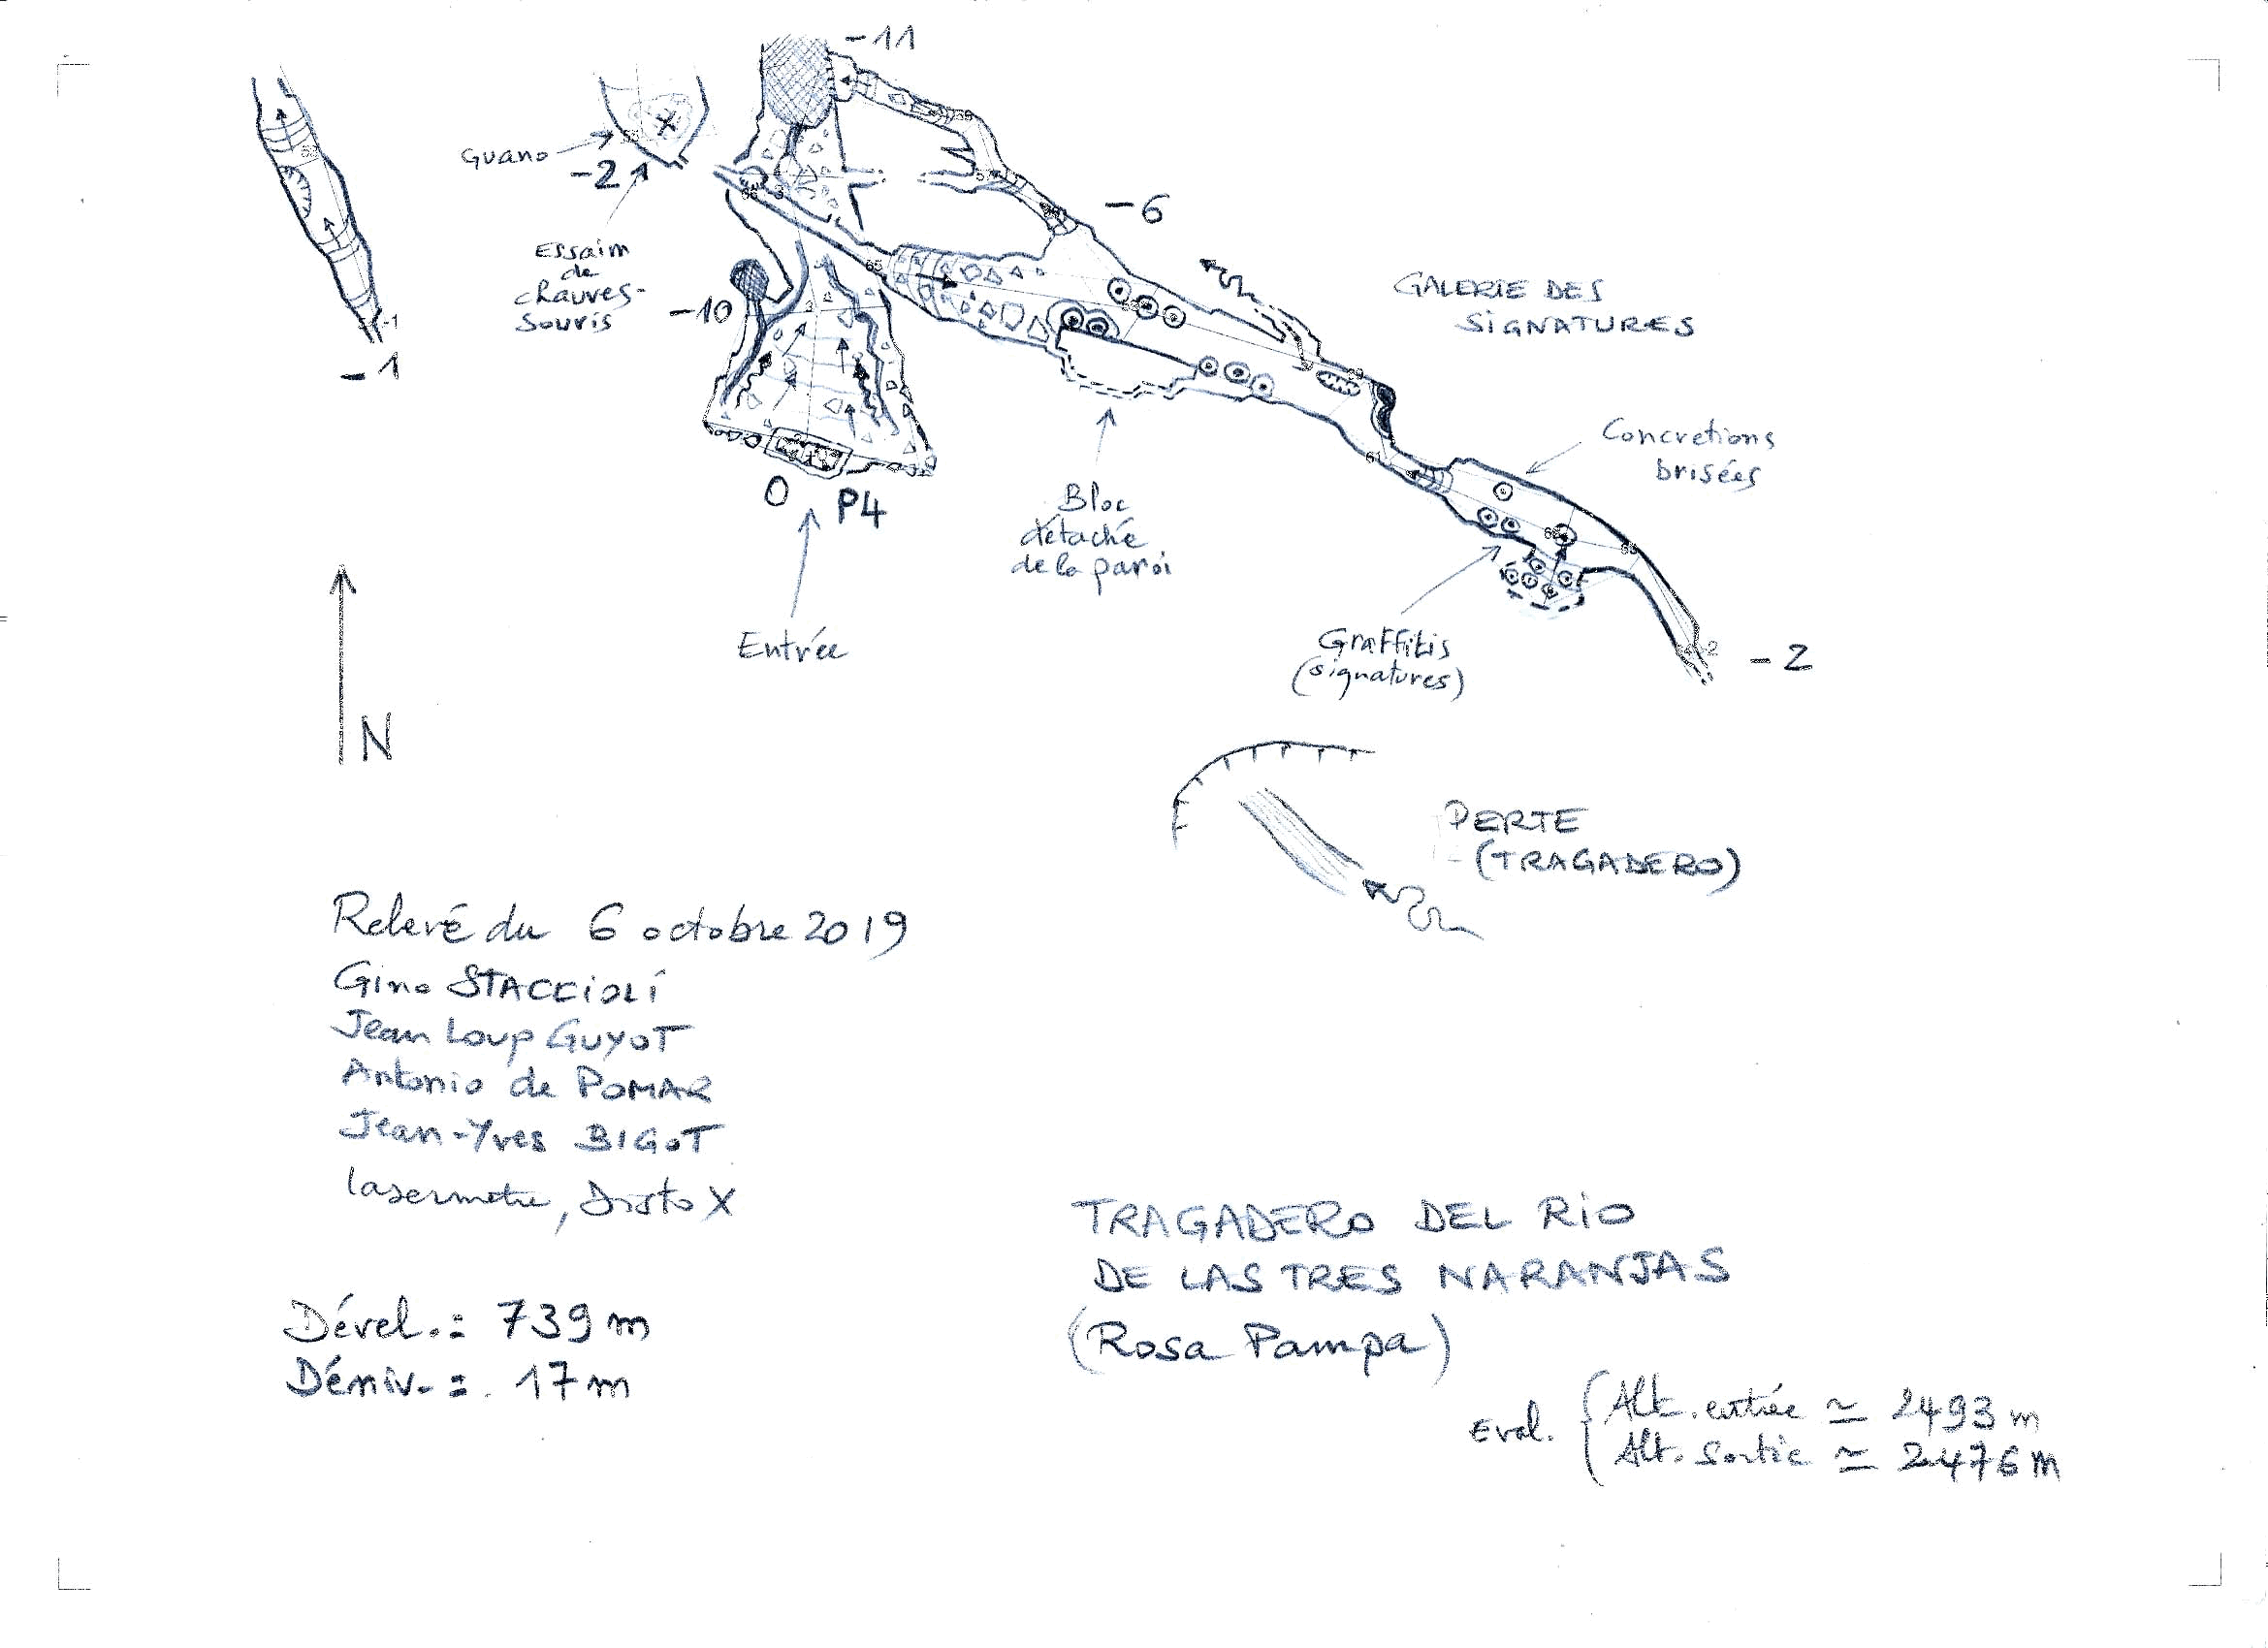 -11
Guano
-2
-6
Essaim
de
chauves-
souris
-10
GALERIE DES
SIGNATURES
65
-1
Concretions
brisées
61
O P4
Bloc
détaché
de la paroi
Entrée
Graffitis
(signatures)
-2
N
PERTE
(TRAGADERO)
Relevé du 6 octobre 2019
Gino STACCIOLI
Jean Loup GUYOT
Antonio de POMAR
Jean-Yves BIGOT
lasermetre, Disto X
TRAGADERO DEL RIO
DE LAS TRES NARANJAS
(Rosa Pampa)
Dével. = 739 m
Déniv. = 17 m
Eval.
Alt. entrée ≃ 2493 m
Alt. Sortie ≃ 2476 m